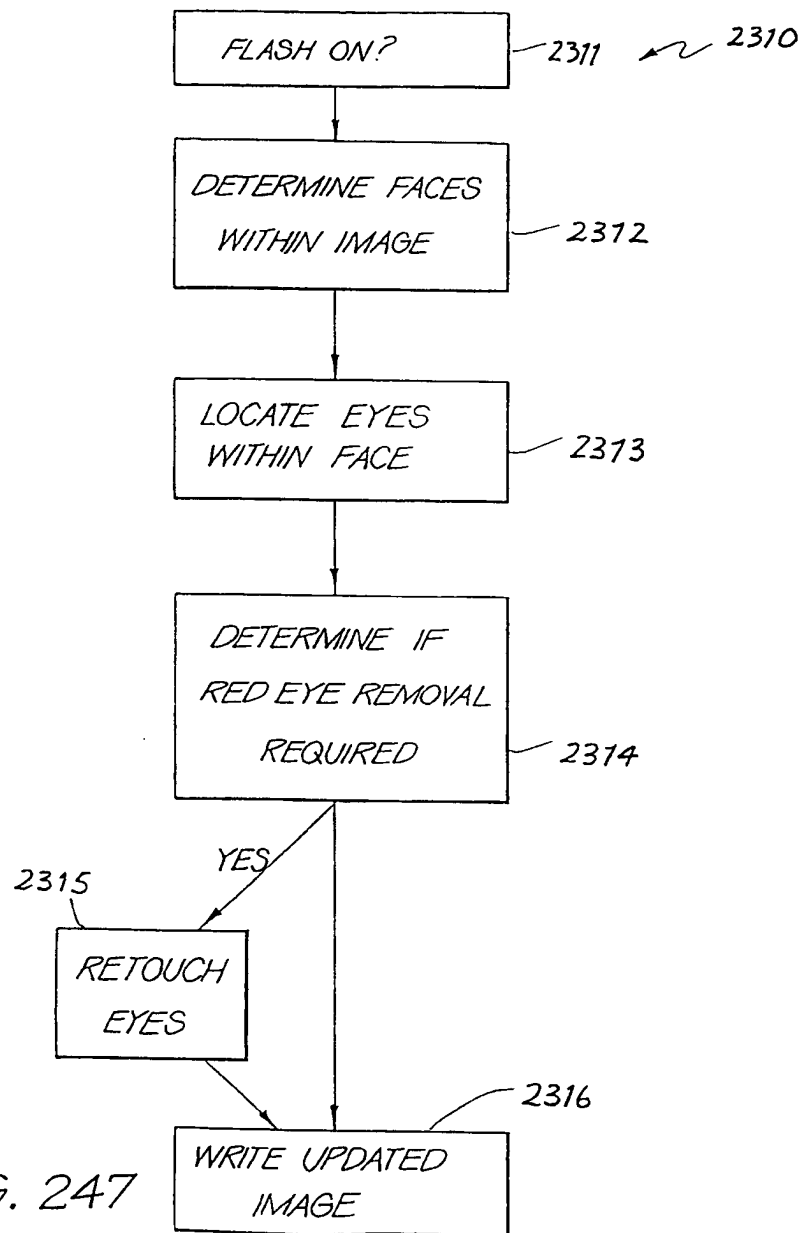 FLASH ON?
2311
2310
DETERMINE FACES
WITHIN IMAGE
2312
LOCATE EYES
WITHIN FACE
2313
DETERMINE IF
RED EYE REMOVAL
REQUIRED
2314
YES
2315
RETOUCH
EYES
2316
WRITE UPDATED
IMAGE
G. 247